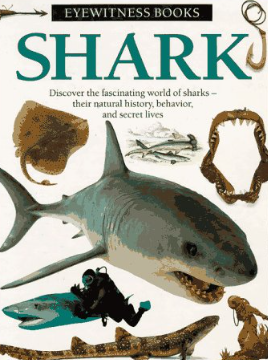 EYEWITNESS BOOKS
SHARK
Discover the fascinating world of sharks –
their natural history, behavior,
and secret lives